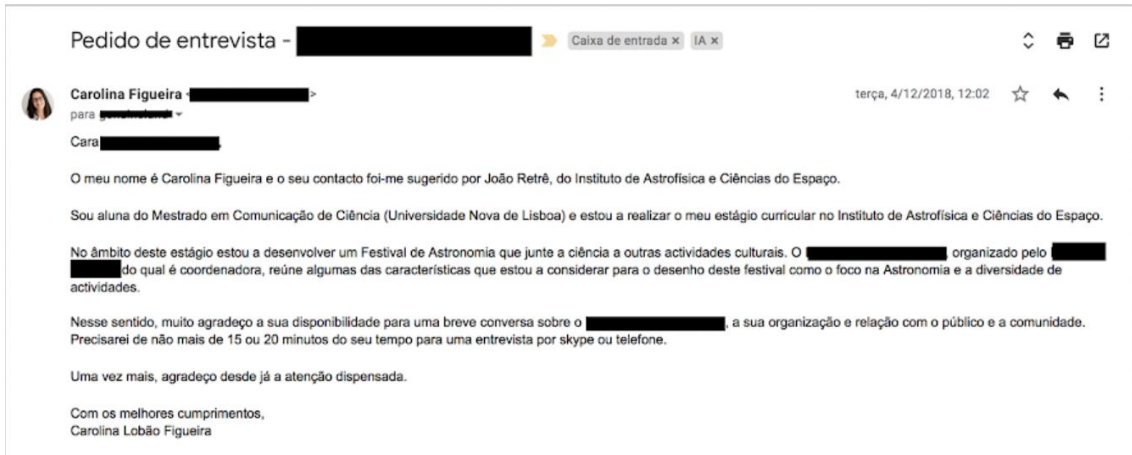 Pedido de entrevista -
Caixa de entrada x IA x
Carolina Figueira < >
terça, 4/12/2018, 12:02
para
Cara ,
O meu nome é Carolina Figueira e o seu contacto foi-me sugerido por João Retrê, do Instituto de Astrofísica e Ciências do Espaço.
Sou aluna do Mestrado em Comunicação de Ciência (Universidade Nova de Lisboa) e estou a realizar o meu estágio curricular no Instituto de Astrofísica e Ciências do Espaço.
No âmbito deste estágio estou a desenvolver um Festival de Astronomia que junte a ciência a outras actividades culturais. O , organizado pelo
do qual é coordenadora, reúne algumas das características que estou a considerar para o desenho deste festival como o foco na Astronomia e a diversidade de
actividades.
Nesse sentido, muito agradeço a sua disponibilidade para uma breve conversa sobre o , a sua organização e relação com o público e a comunidade.
Precisarei de não mais de 15 ou 20 minutos do seu tempo para uma entrevista por skype ou telefone.
Uma vez mais, agradeço desde já a atenção dispensada.
Com os melhores cumprimentos,
Carolina Lobão Figueira